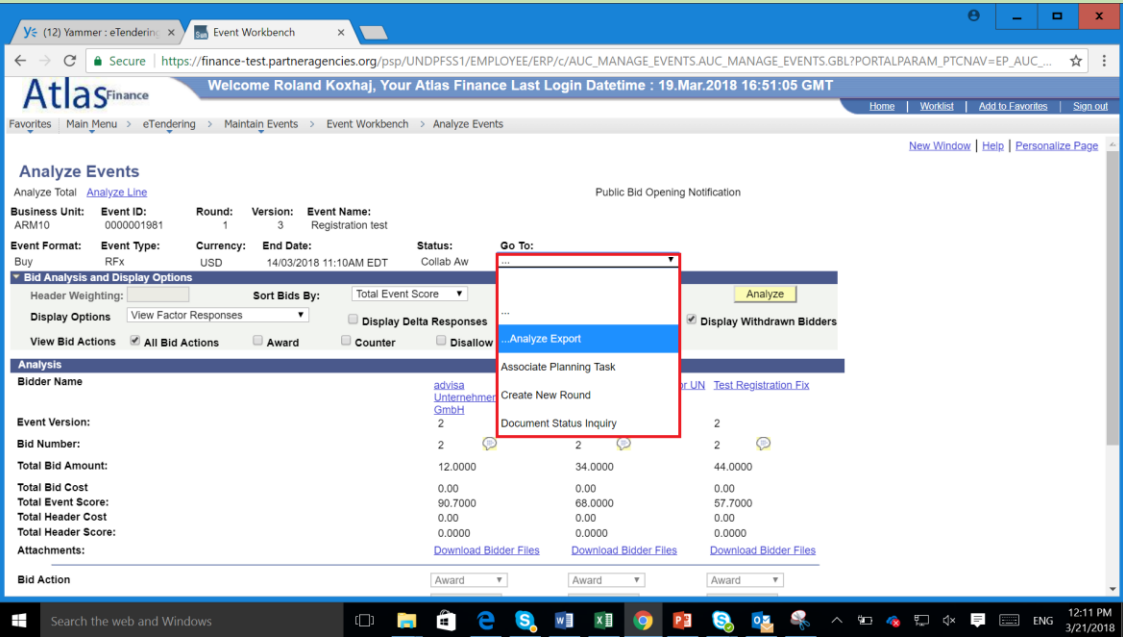 (12) Yammer : eTendering
Event Workbench
Secure | https://finance-test.partneragencies.org/psp/UNDPFSS1/EMPLOYEE/ERP/c/AUC_MANAGE_EVENTS.AUC_MANAGE_EVENTS.GBL?PORTALPARAM_PTCNAV=EP_AUC_...
Atlas Finance
Welcome Roland Koxhaj, Your Atlas Finance Last Login Datetime : 19.Mar.2018 16:51:05 GMT
Home | Worklist | Add to Favorites | Sign out
Favorites | Main Menu > eTendering > Maintain Events > Event Workbench > Analyze Events
New Window | Help | Personalize Page
Analyze Events
Analyze Total Analyze Line Public Bid Opening Notification
Business Unit: Event ID: Round: Version: Event Name:
ARM10 0000001981 1 3 Registration test
Event Format: Event Type: Currency: End Date: Status: Go To:
Buy RFx USD 14/03/2018 11:10AM EDT Collab Aw ...
Bid Analysis and Display Options
Header Weighting: Sort Bids By: Total Event Score Analyze
...
Display Options View Factor Responses Display Delta Responses Display Withdrawn Bidders
View Bid Actions All Bid Actions Award Counter Disallow
...Analyze Export
Associate Planning Task
Create New Round
Document Status Inquiry
Analysis
Bidder Name
advisa
Unternehmer
GmbH
or UN
Test Registration Fix
Event Version: 2 2
Bid Number: 2 2 2
Total Bid Amount: 12.0000 34.0000 44.0000
Total Bid Cost 0.00 0.00 0.00
Total Event Score: 90.7000 68.0000 57.7000
Total Header Cost 0.00 0.00 0.00
Total Header Score: 0.0000 0.0000 0.0000
Attachments: Download Bidder Files Download Bidder Files Download Bidder Files
Bid Action Award Award Award
Search the web and Windows
ENG
12:11 PM
3/21/2018